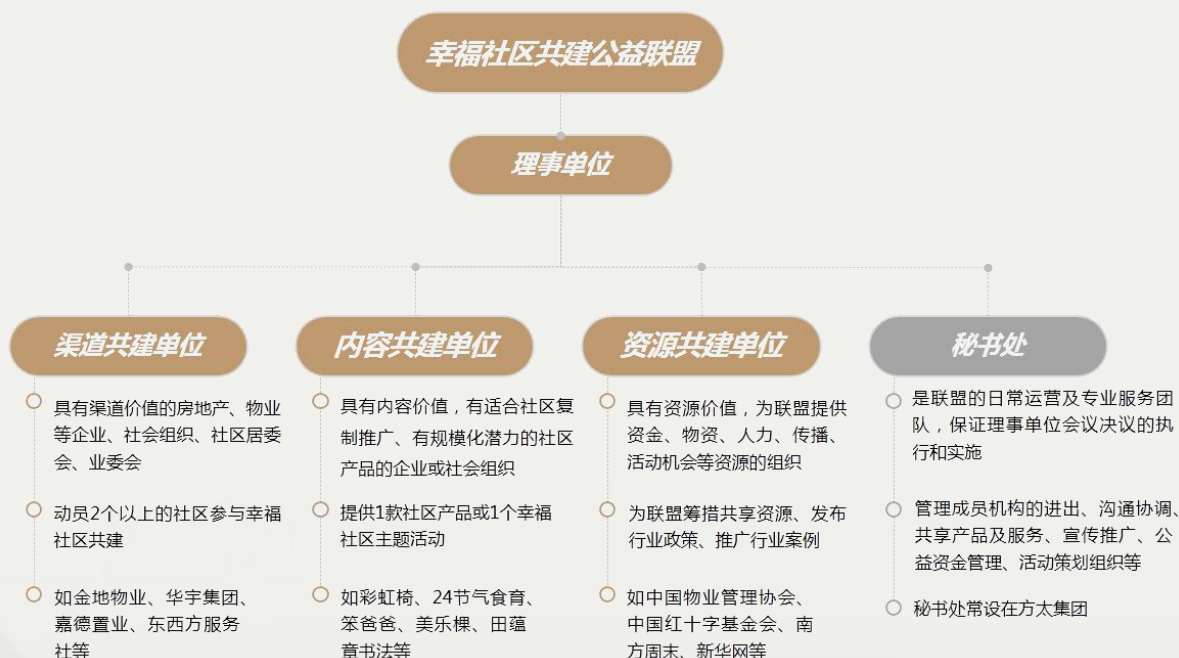 幸福社区共建公益联盟
理事单位
渠道共建单位
具有渠道价值的房地产、物业
等企业、社会组织、社区居委
会、业委会
动员2个以上的社区参与幸福
社区共建
如金地物业、华宇集团、
嘉德置业、东西方服务
社等
内容共建单位
具有内容价值，有适合社区复
制推广、有规模化潜力的社区
产品的企业或社会组织
提供1款社区产品或1个幸福
社区主题活动
如彩虹椅、24节气食育、
笨爸爸、美乐棵、田蕴
章书法等
资源共建单位
具有资源价值，为联盟提供
资金、物资、人力、传播、
活动机会等资源的组织
为联盟筹措共享资源、发布
行业政策、推广行业案例
如中国物业管理协会、
中国红十字基金会、南
方周末、新华网等
秘书处
是联盟的日常运营及专业服务团
队，保证理事单位会议决议的执
行和实施
管理成员机构的进出、沟通协调、
共享产品及服务、宣传推广、公
益资金管理、活动策划组织等
秘书处常设在方太集团